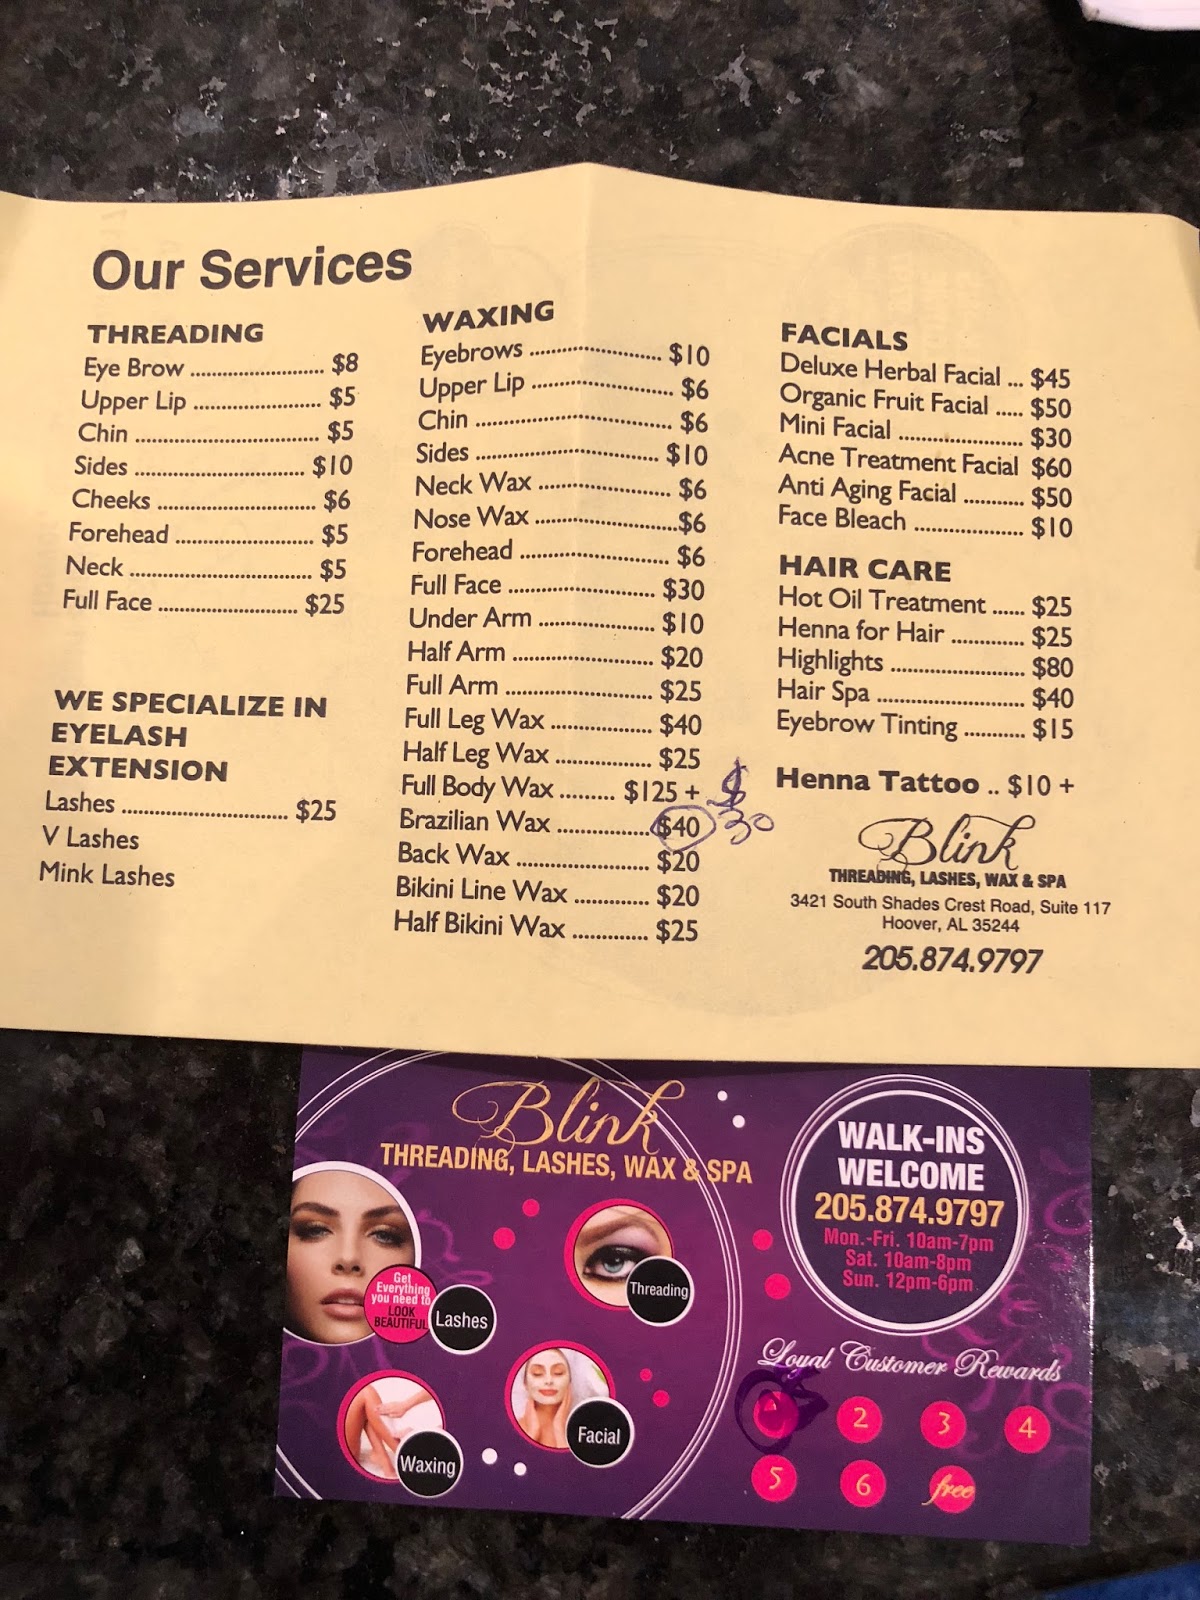 Our Services
THREADING
Eye Brow ........................ $8
Upper Lip ....................... $5
Chin ................................. $5
Sides .............................. $10
Cheeks ............................ $6
Forehead ......................... $5
Neck ................................ $5
Full Face ......................... $25
WE SPECIALIZE IN
EYELASH
EXTENSION
Lashes .............................. $25
V Lashes
Mink Lashes
WAXING
Eyebrows ........................ $10
Upper Lip ........................ $6
Chin .................................. $6
Sides ................................. $10
Neck Wax ........................ $6
Nose Wax ......................... $6
Forehead .......................... $6
Full Face ........................... $30
Under Arm ..................... $10
Half Arm .......................... $20
Full Arm ........................... $25
Full Leg Wax ................... $40
Half Leg Wax ................. $25
Full Body Wax ......... $125 + $
Brazilian Wax ................ $40 30
Back Wax ........................ $20
Bikini Line Wax ............. $20
Half Bikini Wax .............. $25
FACIALS
Deluxe Herbal Facial ... $45
Organic Fruit Facial ..... $50
Mini Facial ....................... $30
Acne Treatment Facial $60
Anti Aging Facial ........... $50
Face Bleach .................... $10
HAIR CARE
Hot Oil Treatment ...... $25
Henna for Hair ............. $25
Highlights ........................ $80
Hair Spa ........................... $40
Eyebrow Tinting ........... $15
Henna Tattoo .. $10 +
Blink
THREADING, LASHES, WAX & SPA
3421 South Shades Crest Road, Suite 117
Hoover, AL 35244
205.874.9797
Blink
THREADING, LASHES, WAX & SPA
Get
Everything
you need to
LOOK
BEAUTIFUL
Lashes
Threading
Waxing
Facial
WALK-INS
WELCOME
205.874.9797
Mon.-Fri. 10am-7pm
Sat. 10am-8pm
Sun. 12pm-6pm
Loyal Customer Rewards
1 2 3 4
5 6 free